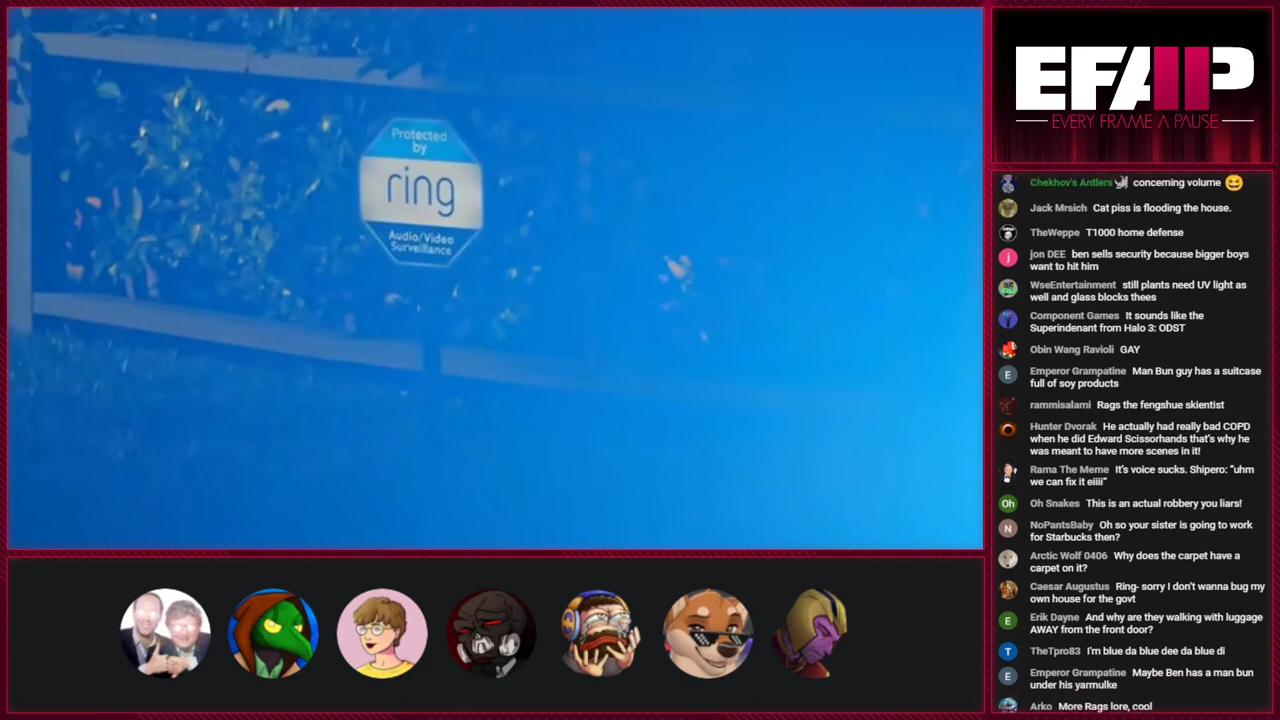 Protected
by
ring
Audio/Video
Surveillance
EFAP
EVERY FRAME A PAUSE
Chekhov's Antlers concerning volume
Jack Mrsich Cat piss is flooding the house.
TheWeppe T1000 home defense
jon DEE ben sells security because bigger boys
want to hit him
WseEntertainment still plants need UV light as
well and glass blocks thees
Component Games It sounds like the
Superindenant from Halo 3: ODST
Obin Wang Ravioli GAY
Emperor Grampatine Man Bun guy has a suitcase
full of soy products
rammisalami Rags the fengshue skientist
Hunter Dvorak He actually had really bad COPD
when he did Edward Scissorhands that's why he
was meant to have more scenes in it!
Rama The Meme It's voice sucks. Shipero: “uhm
we can fix it eiiii”
Oh Oh Snakes This is an actual robbery you liars!
N NoPantsBaby Oh so your sister is going to work
for Starbucks then?
Arctic Wolf 0406 Why does the carpet have a
carpet on it?
Caesar Augustus Ring- sorry I don't wanna bug my
own house for the govt
E Erik Dayne And why are they walking with luggage
AWAY from the front door?
T TheTpro83 I'm blue da blue dee da blue di
E Emperor Grampatine Maybe Ben has a man bun
under his yarmulke
Arko More Rags lore, cool